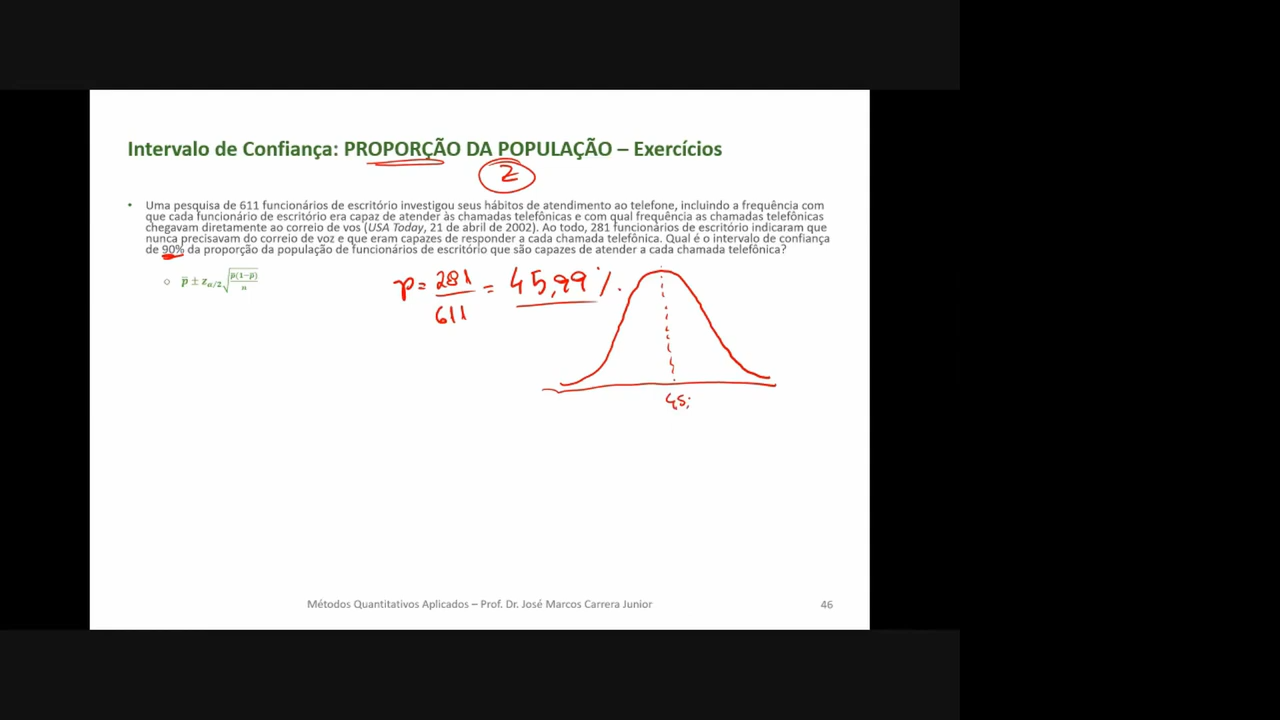 Intervalo de Confiança: PROPORÇÃO DA POPULAÇÃO – Exercícios
z
• Uma pesquisa de 611 funcionários de escritório investigou seus hábitos de atendimento ao telefone, incluindo a frequência com
que cada funcionário de escritório era capaz de atender às chamadas telefônicas e com qual frequência as chamadas telefônicas
chegavam diretamente ao correio de vos (USA Today, 21 de abril de 2002). Ao todo, 281 funcionários de escritório indicaram que
nunca precisavam do correio de voz e que eram capazes de responder a cada chamada telefônica. Qual é o intervalo de confiança
de 90% da proporção da população de funcionários de escritório que são capazes de atender a cada chamada telefônica?
○ p̅ ± z_{α/2}√(p̅(1−p̅)/n)
p = 281/611 = 45,99%.
45,
Métodos Quantitativos Aplicados – Prof. Dr. José Marcos Carrera Junior 46